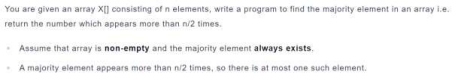 You are given an array X[] consisting of n elements, write a program to find the majority element in an array i.e.
return the number which appears more than n/2 times.
◦ Assume that array is non-empty and the majority element always exists.
◦ A majority element appears more than n/2 times, so there is at most one such element.